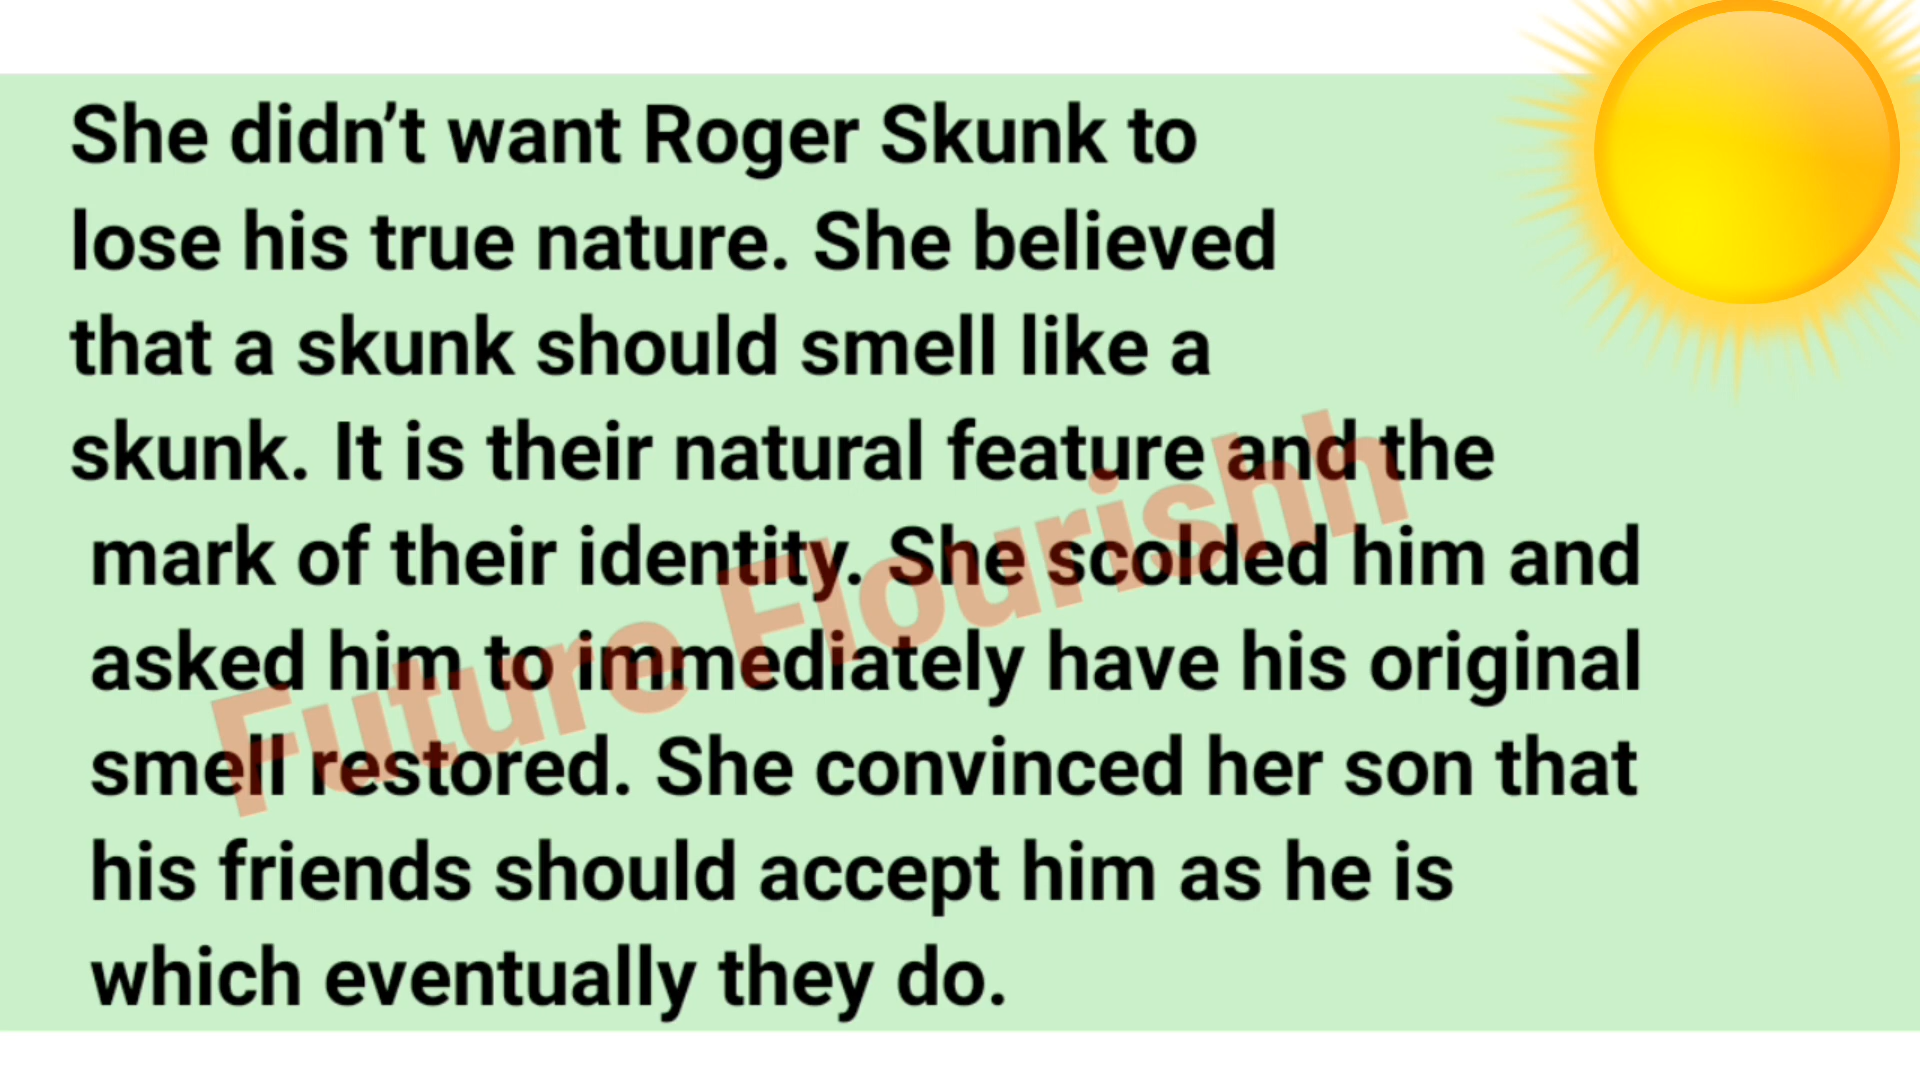 She didn’t want Roger Skunk to
lose his true nature. She believed
that a skunk should smell like a
skunk. It is their natural feature and the
mark of their identity. She scolded him and
asked him to immediately have his original
smell restored. She convinced her son that
his friends should accept him as he is
which eventually they do.
Future Flourishh